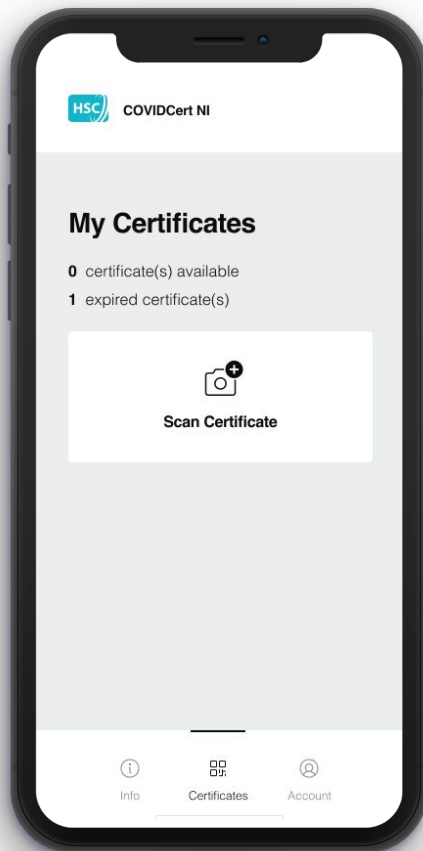 HSC
COVIDCert NI
My Certificates
0 certificate(s) available
1 expired certificate(s)
Scan Certificate
Info
Certificates
Account